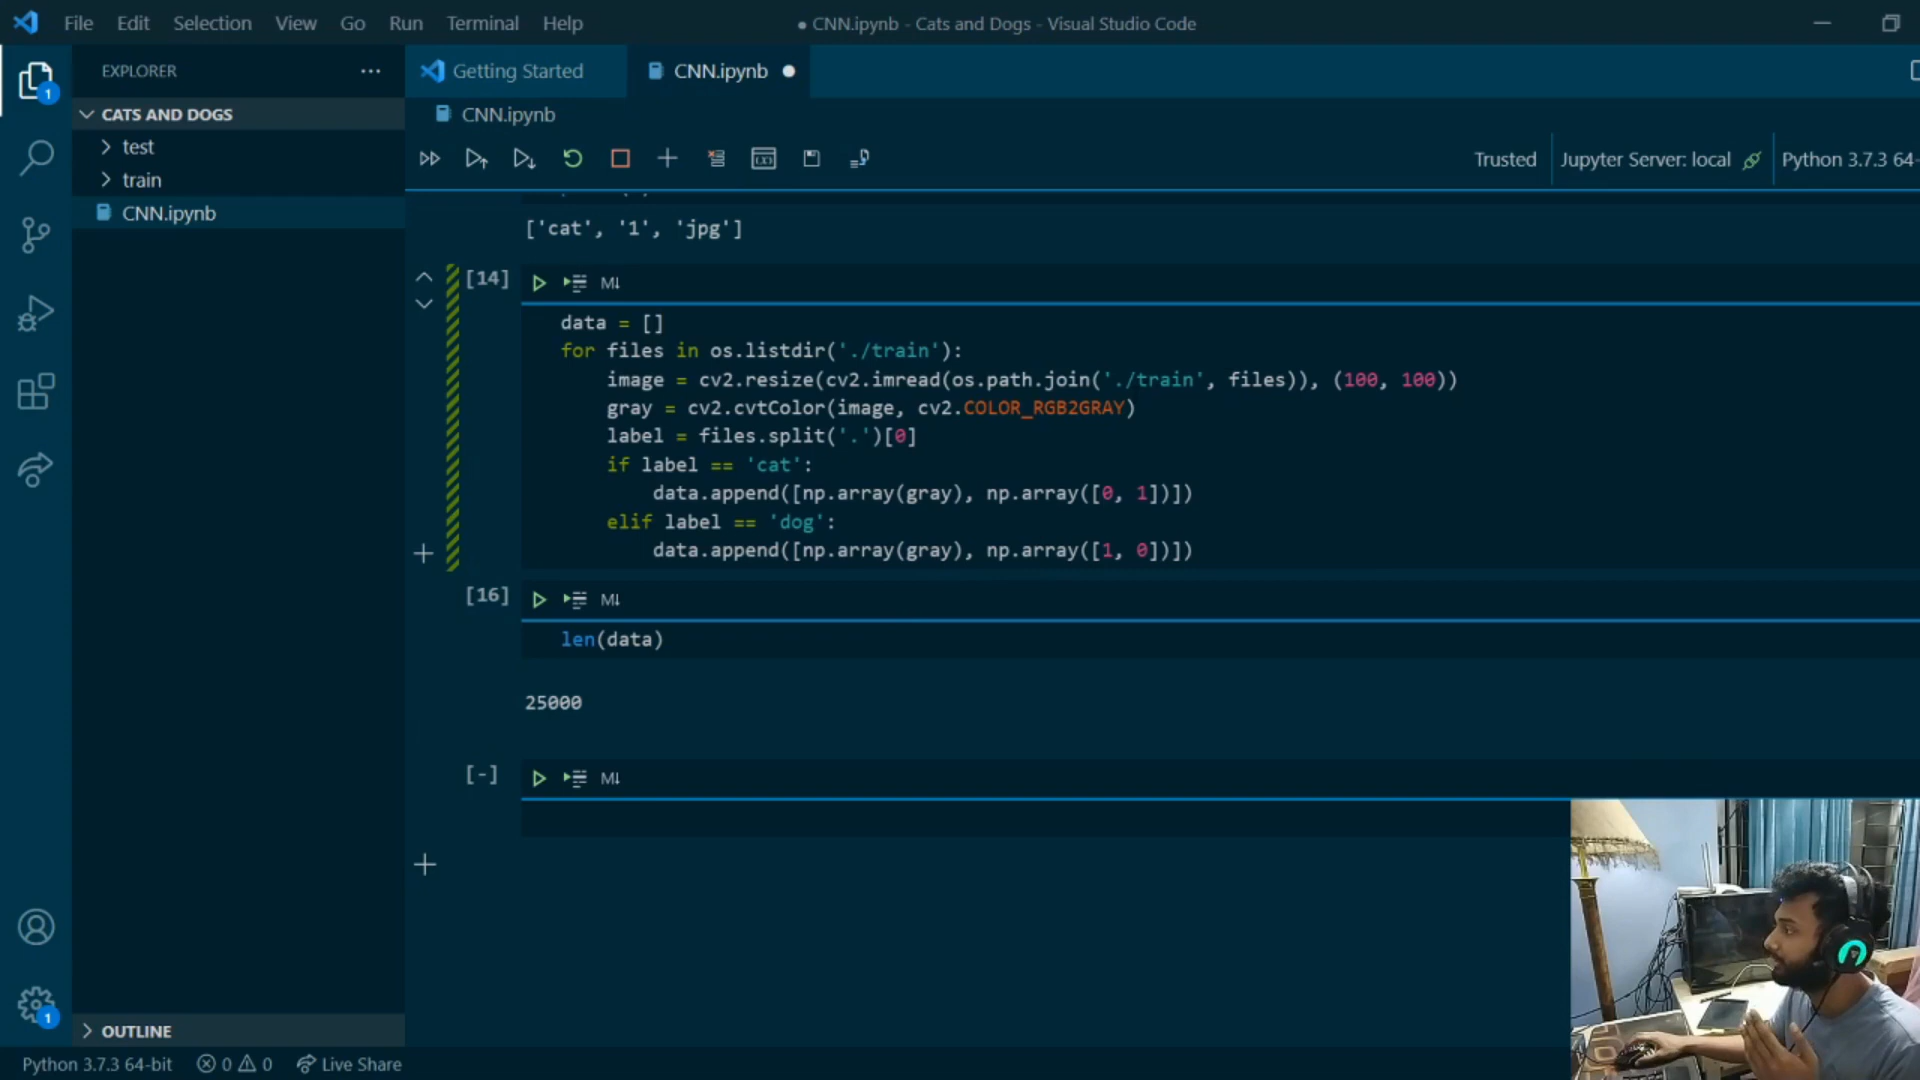 File Edit Selection View Go Run Terminal Help
● CNN.ipynb - Cats and Dogs - Visual Studio Code
EXPLORER
Getting Started
CNN.ipynb
1
CATS AND DOGS
CNN.ipynb
test
train
CNN.ipynb
Trusted
Jupyter Server: local
Python 3.7.3 64-
['cat', '1', 'jpg']
[14] M↓
data = []
for files in os.listdir('./train'):
image = cv2.resize(cv2.imread(os.path.join('./train', files)), (100, 100))
gray = cv2.cvtColor(image, cv2.COLOR_RGB2GRAY)
label = files.split('.')[0]
if label == 'cat':
data.append([np.array(gray), np.array([0, 1])])
elif label == 'dog':
data.append([np.array(gray), np.array([1, 0])])
[16] M↓
len(data)
25000
[-] M↓
1
OUTLINE
Python 3.7.3 64-bit 0 0 Live Share